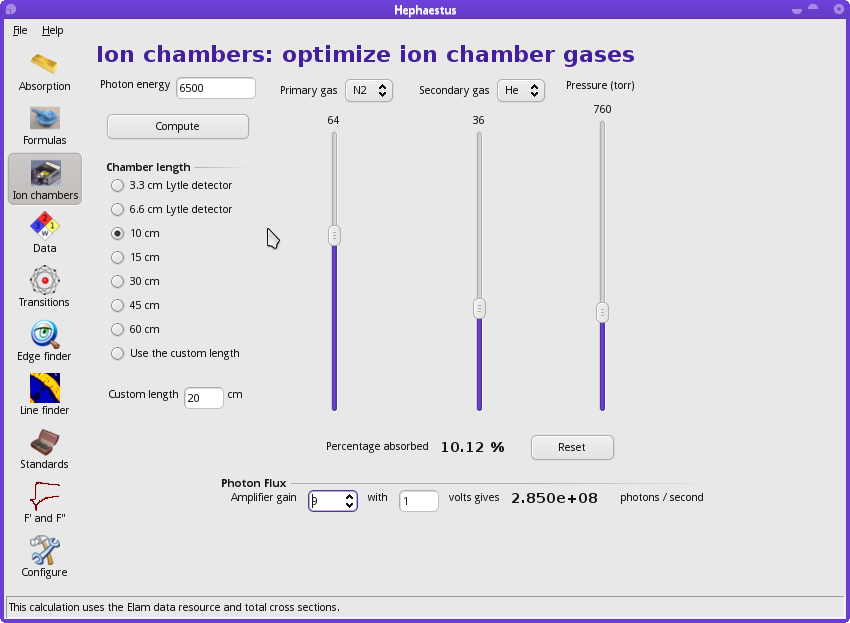 Hephaestus
File Help
Ion chambers: optimize ion chamber gases
Absorption
Formulas
Ion chambers
Data
Transitions
Edge finder
Line finder
Standards
F' and F"
Configure
Photon energy 6500
Primary gas N2
Secondary gas He
Pressure (torr)
Compute
64
36
760
Chamber length
3.3 cm Lytle detector
6.6 cm Lytle detector
10 cm
15 cm
30 cm
45 cm
60 cm
Use the custom length
Custom length 20 cm
Percentage absorbed 10.12 % Reset
Photon Flux
Amplifier gain 9 with 1 volts gives 2.850e+08 photons / second
This calculation uses the Elam data resource and total cross sections.